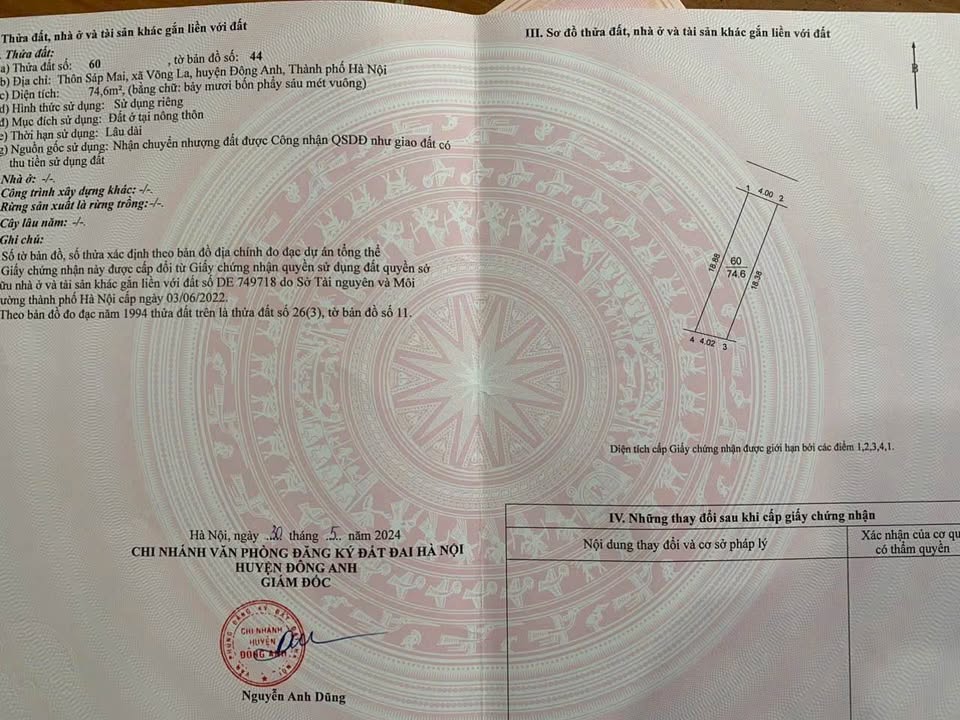 Thửa đất, nhà ở và tài sản khác gắn liền với đất
. Thửa đất:
a) Thửa đất số: 60 , tờ bản đồ số: 44
b) Địa chỉ: Thôn Sáp Mai, xã Võng La, huyện Đông Anh, Thành phố Hà Nội
c) Diện tích: 74,6m², (bằng chữ: bảy mươi bốn phẩy sáu mét vuông)
d) Hình thức sử dụng: Sử dụng riêng
đ) Mục đích sử dụng: Đất ở tại nông thôn
e) Thời hạn sử dụng: Lâu dài
g) Nguồn gốc sử dụng: Nhận chuyển nhượng đất được Công nhận QSDĐ như giao đất có
thu tiền sử dụng đất
Nhà ở: -/-.
Công trình xây dựng khác: -/-.
Rừng sản xuất là rừng trồng:-/-.
Cây lâu năm: -/-.
Ghi chú:
Số tờ bản đồ, số thửa xác định theo bản đồ địa chính đo đạc dự án tổng thể
Giấy chứng nhận này được cấp đổi từ Giấy chứng nhận quyền sử dụng đất quyền sở
ữu nhà ở và tài sản khác gắn liền với đất số DE 749718 do Sở Tài nguyên và Môi
ường thành phố Hà Nội cấp ngày 03/06/2022.
Theo bản đồ đo đạc năm 1994 thửa đất trên là thửa đất số 26(3), tờ bản đồ số 11.
Hà Nội, ngày ..30 tháng ..5. năm 2024
CHI NHÁNH VĂN PHÒNG ĐĂNG KÝ ĐẤT ĐAI HÀ NỘI
HUYỆN ĐÔNG ANH
GIÁM ĐỐC
CHI NHÁNH
HUYỆN
ĐÔNG ANH
Nguyễn Anh Dũng
III. Sơ đồ thửa đất, nhà ở và tài sản khác gắn liền với đất
B
1 4.00 2
18.88
60
74.6
18.38
4 4.02 3
Diện tích cấp Giấy chứng nhận được giới hạn bởi các điểm 1,2,3,4,1.
IV. Những thay đổi sau khi cấp giấy chứng nhận
Nội dung thay đổi và cơ sở pháp lý
Xác nhận của cơ qu
có thẩm quyền